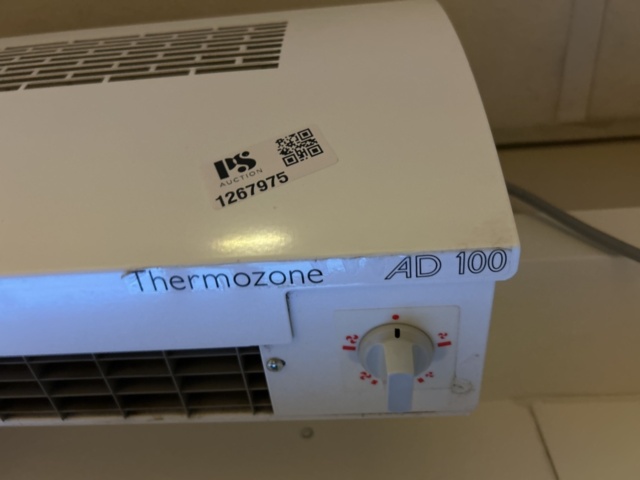 PS
AUCTION
1267975
Thermozone
AD 100